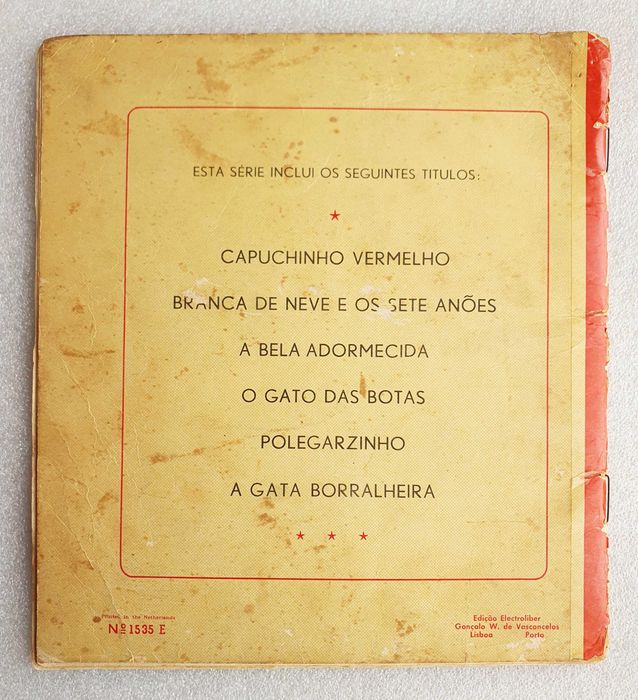 ESTA SÉRIE INCLUI OS SEGUINTES TITULOS:
CAPUCHINHO VERMELHO
BRANCA DE NEVE E OS SETE ANÕES
A BELA ADORMECIDA
O GATO DAS BOTAS
POLEGARZINHO
A GATA BORRALHEIRA
Printed in the Netherlands
Nº 1535 E
Edição Electroliber
Gonçalo W. de Vasconcelos
Lisboa Porto